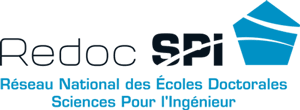 Redoc SPI
Réseau National des Écoles Doctorales
Sciences Pour l'Ingénieur